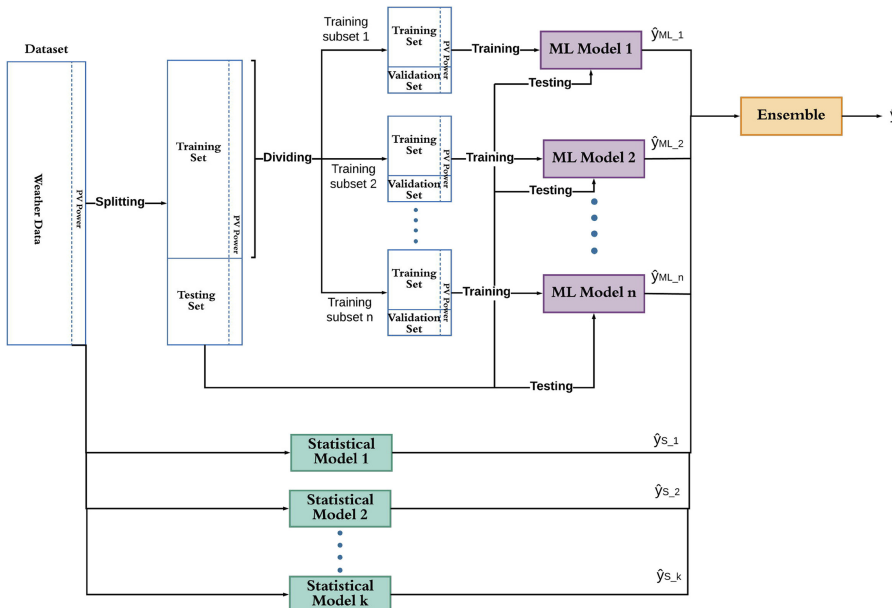 Dataset
Weather Data
PV Power
Splitting
Training
Set
PV Power
Testing
Set
Dividing
Training
subset 1
Training
Set
PV Power
Validation
Set
Training
ML Model 1
Testing
ŷML_1
Training
subset 2
Training
Set
PV Power
Validation
Set
Training
ML Model 2
Testing
ŷML_2
Training
subset n
Training
Set
PV Power
Validation
Set
Training
ML Model n
Testing
ŷML_n
Ensemble
Statistical
Model 1
ŷS_1
Statistical
Model 2
ŷS_2
Statistical
Model k
ŷS_k